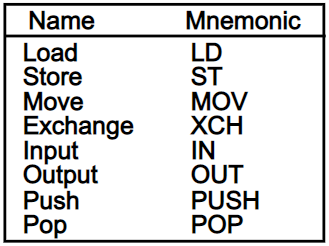 Name Mnemonic
Load LD
Store ST
Move MOV
Exchange XCH
Input IN
Output OUT
Push PUSH
Pop POP